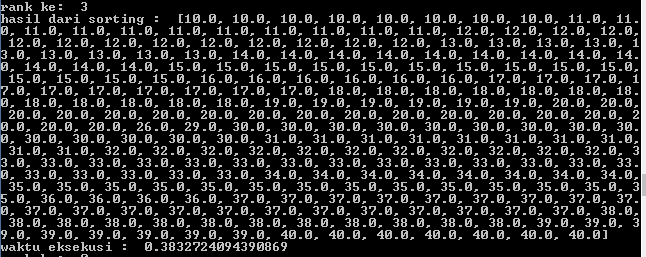 rank ke:  3
hasil dari sorting :  [10.0, 10.0, 10.0, 10.0, 10.0, 10.0, 10.0, 10.0, 11.0, 11.
0, 11.0, 11.0, 11.0, 11.0, 11.0, 12.0, 12.0, 12.0, 12.0, 12.0, 12.0, 12.0, 12.0,
 12.0, 12.0, 12.0, 12.0, 12.0, 12.0, 12.0, 12.0, 13.0, 13.0, 13.0, 13.0, 13.0, 1
3.0, 13.0, 13.0, 13.0, 13.0, 14.0, 14.0, 14.0, 14.0, 14.0, 14.0, 14.0, 14.0, 14.0
, 14.0, 14.0, 14.0, 15.0, 15.0, 15.0, 15.0, 15.0, 15.0, 15.0, 15.0, 15.0, 15.0,
 15.0, 15.0, 15.0, 15.0, 16.0, 16.0, 16.0, 16.0, 16.0, 16.0, 17.0, 17.0, 17.0, 1
7.0, 17.0, 17.0, 17.0, 17.0, 17.0, 17.0, 18.0, 18.0, 18.0, 18.0, 18.0, 18.0, 18.0
, 18.0, 18.0, 18.0, 18.0, 18.0, 19.0, 19.0, 19.0, 19.0, 19.0, 20.0, 20.0, 20.0,
20.0, 20.0, 20.0, 20.0, 20.0, 20.0, 20.0, 20.0, 20.0, 20.0, 20.0, 20.0, 20.0, 2
0.0, 20.0, 20.0, 26.0, 29.0, 30.0, 30.0, 30.0, 30.0, 30.0, 30.0, 30.0, 30.0, 30.0
, 30.0, 30.0, 30.0, 30.0, 30.0, 31.0, 31.0, 31.0, 31.0, 31.0, 31.0, 31.0, 31.0,
 31.0, 31.0, 32.0, 32.0, 32.0, 32.0, 32.0, 32.0, 32.0, 32.0, 32.0, 32.0, 32.0, 3
3.0, 33.0, 33.0, 33.0, 33.0, 33.0, 33.0, 33.0, 33.0, 33.0, 33.0, 33.0, 33.0, 33.0
, 33.0, 33.0, 33.0, 33.0, 33.0, 34.0, 34.0, 34.0, 34.0, 34.0, 34.0, 34.0, 34.0,
35.0, 35.0, 35.0, 35.0, 35.0, 35.0, 35.0, 35.0, 35.0, 35.0, 35.0, 35.0, 35.0, 3
5.0, 36.0, 36.0, 36.0, 36.0, 37.0, 37.0, 37.0, 37.0, 37.0, 37.0, 37.0, 37.0, 37.0
, 37.0, 37.0, 37.0, 37.0, 37.0, 37.0, 37.0, 37.0, 37.0, 37.0, 37.0, 38.0, 38.0,
 38.0, 38.0, 38.0, 38.0, 38.0, 38.0, 38.0, 38.0, 38.0, 38.0, 39.0, 39.0, 39.0, 3
9.0, 39.0, 39.0, 39.0, 39.0, 40.0, 40.0, 40.0, 40.0, 40.0, 40.0, 40.0]
waktu eksekusi :  0.3832724094390869